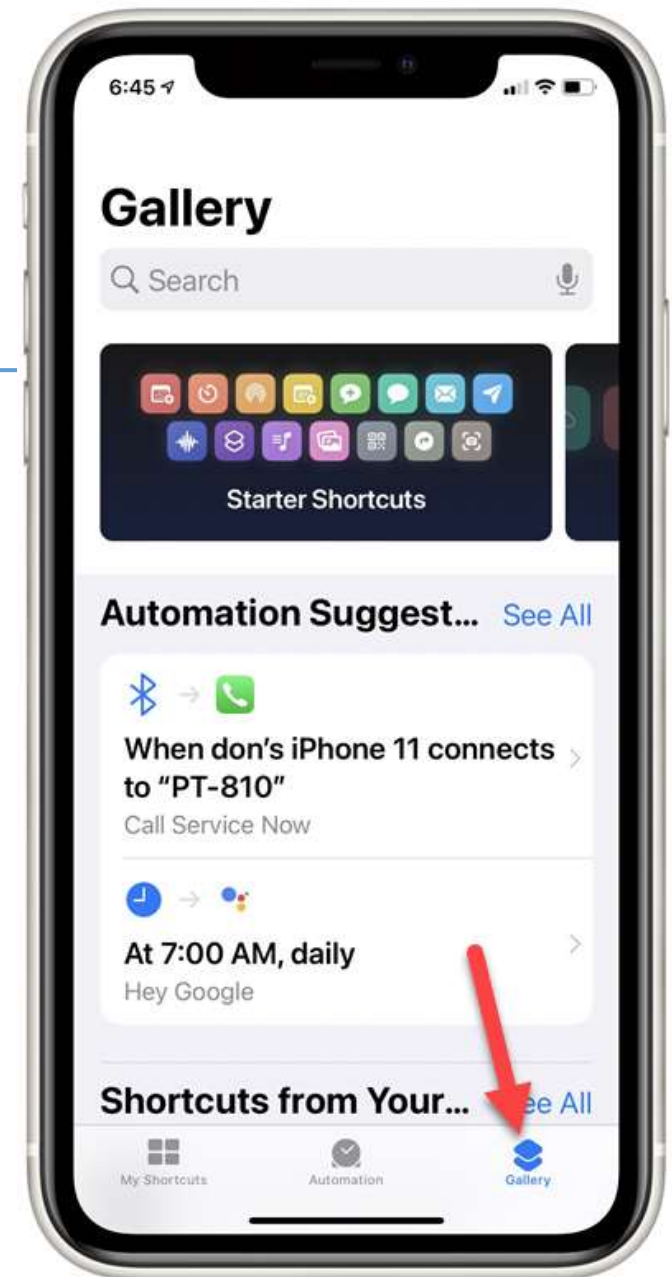 6:45
Gallery
Search
Starter Shortcuts
Automation Suggest... See All
When don's iPhone 11 connects
to "PT-810"
Call Service Now
At 7:00 AM, daily
Hey Google
Shortcuts from Your... See All
My Shortcuts Automation Gallery